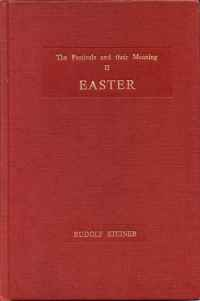 The Festivals and their Meaning
II
EASTER
RUDOLF STEINER